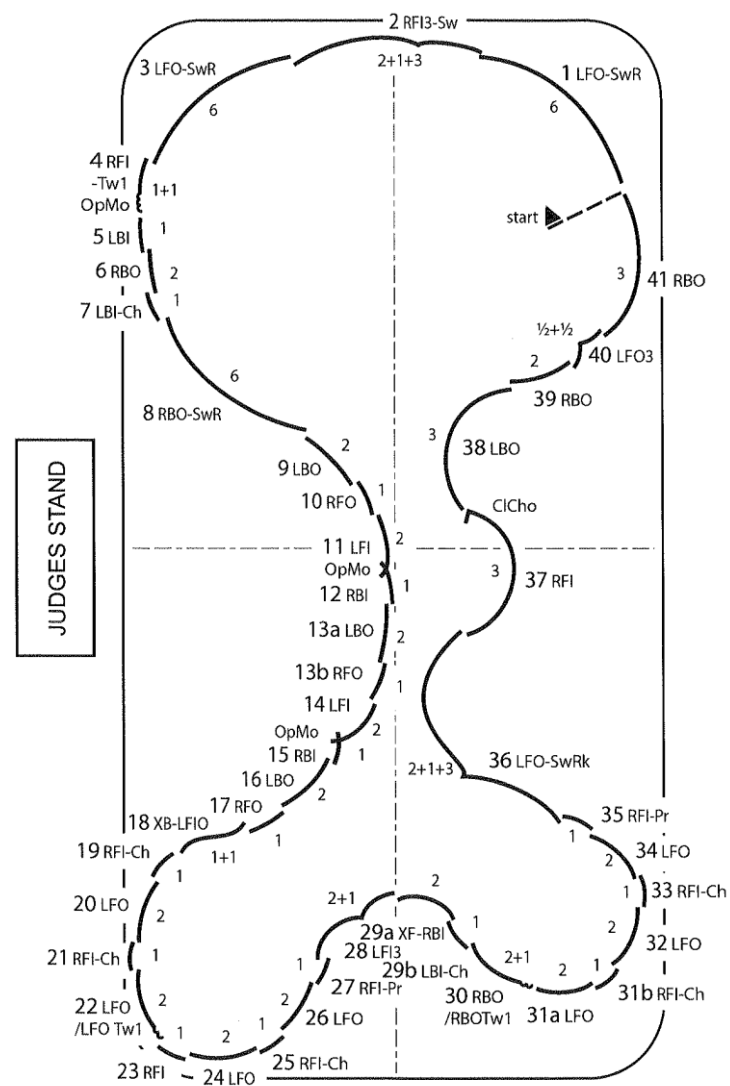 2 RFI3-Sw
2+1+3
3 LFO-SwR
6
1 LFO-SwR
6
4 RFI
-Tw1
OpMo
1+1
5 LBI
1
6 RBO
2
7 LBI-Ch
1
start
3
41 RBO
½+½
40 LFO3
2
39 RBO
6
8 RBO-SwR
3
38 LBO
2
9 LBO
1
10 RFO
ClCho
JUDGES STAND
11 LFI
2
OpMo
12 RBI
1
3
37 RFI
13a LBO
2
13b RFO
1
14 LFI
OpMo
2
15 RBI
1
16 LBO
2
2+1+3
36 LFO-SwRk
17 RFO
1
18 XB-LFIO
1+1
35 RFI-Pr
1
19 RFI-Ch
1
34 LFO
2
33 RFI-Ch
1
20 LFO
2
2+1
2
29a XF-RBI
1
32 LFO
2
21 RFI-Ch
1
28 LFI3
29b LBI-Ch
2+1
27 RFI-Pr
1
22 LFO
/LFO Tw1
2
26 LFO
2
30 RBO
/RBOTw1
2
31a LFO
1
31b RFI-Ch
1
23 RFI
2
24 LFO
1
25 RFI-Ch